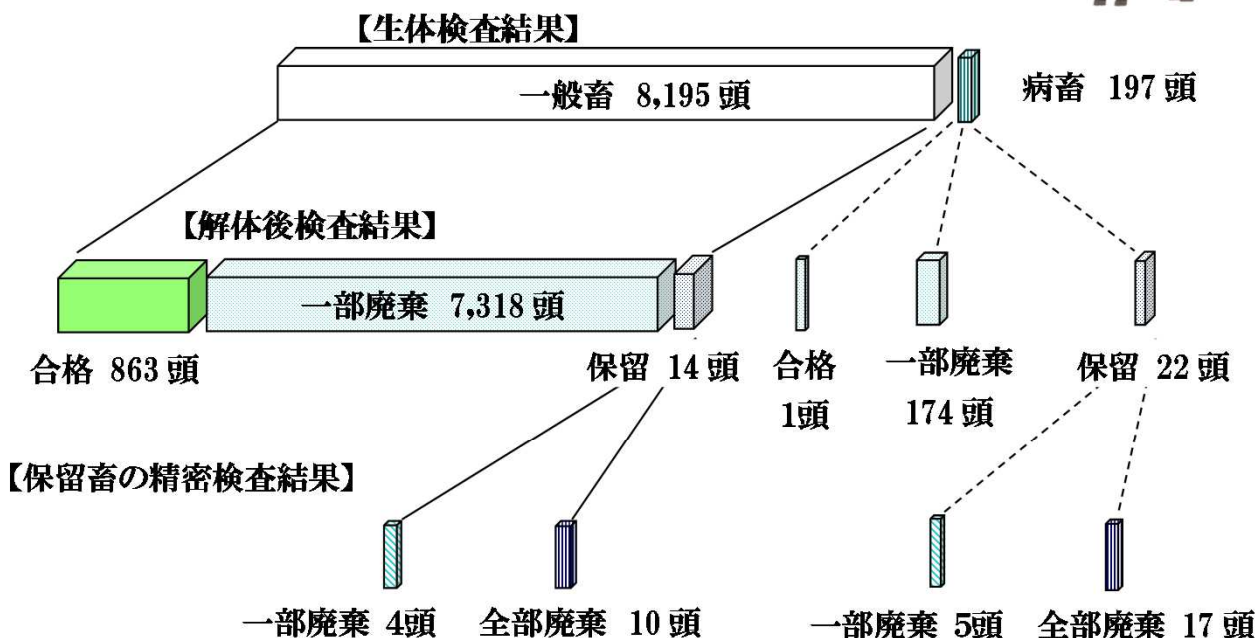 【生体検査結果】
一般畜 8,195 頭
病畜 197 頭
【解体後検査結果】
一部廃棄 7,318 頭
合格 863 頭
保留 14 頭
合格
1頭
一部廃棄
174 頭
保留 22 頭
【保留畜の精密検査結果】
一部廃棄 4頭
全部廃棄 10 頭
一部廃棄 5頭
全部廃棄 17 頭